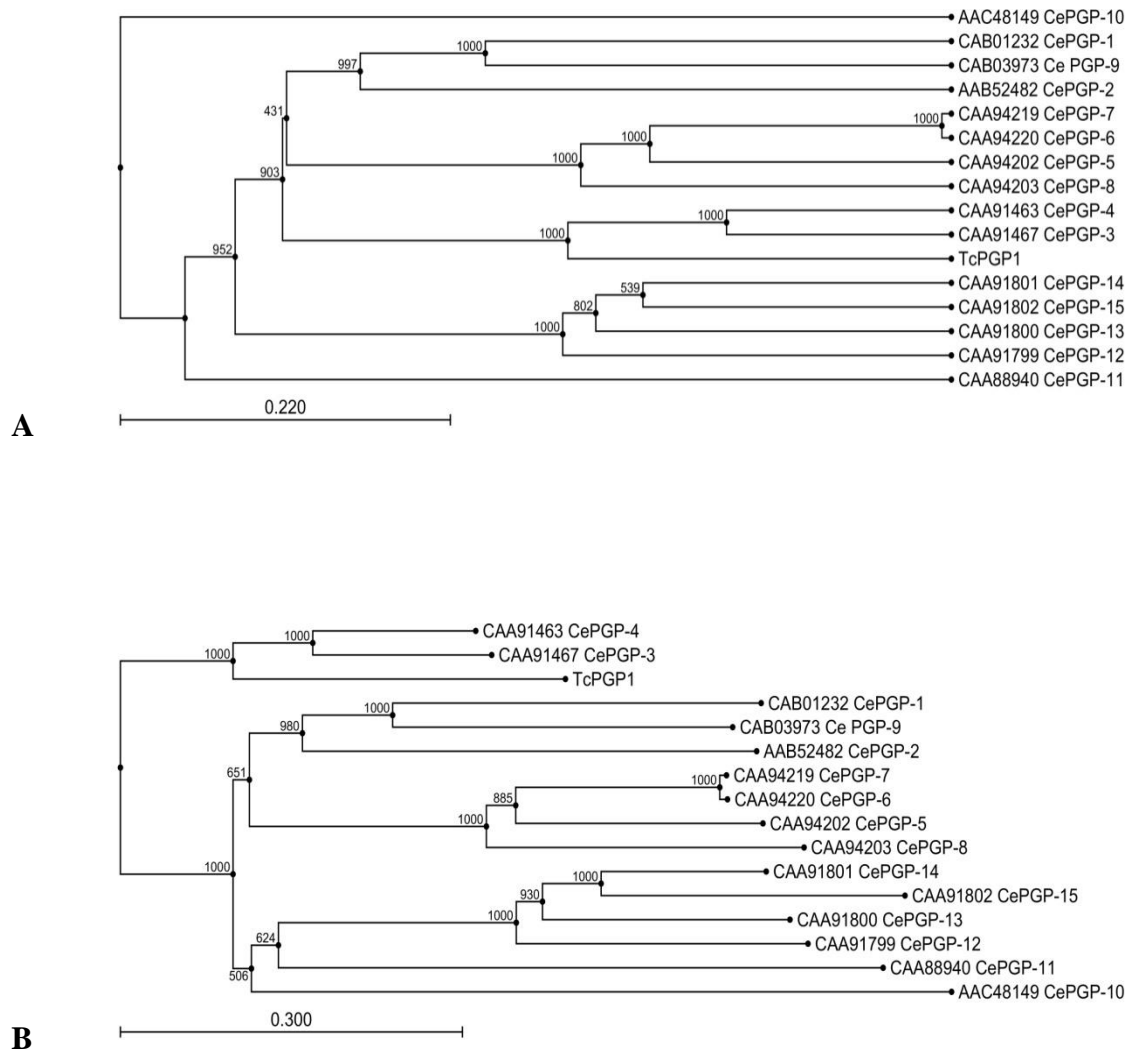 AAC48149 CePGP-10
1000
CAB01232 CePGP-1
997
CAB03973 Ce PGP-9
AAB52482 CePGP-2
431
1000
CAA94219 CePGP-7
1000
CAA94220 CePGP-6
1000
CAA94202 CePGP-5
903
CAA94203 CePGP-8
1000
CAA91463 CePGP-4
1000
CAA91467 CePGP-3
952
TcPGP1
539
CAA91801 CePGP-14
802
CAA91802 CePGP-15
1000
CAA91800 CePGP-13
CAA91799 CePGP-12
CAA88940 CePGP-11
0.220
A
1000
CAA91463 CePGP-4
1000
CAA91467 CePGP-3
TcPGP1
1000
CAB01232 CePGP-1
980
CAB03973 Ce PGP-9
AAB52482 CePGP-2
651
1000
CAA94219 CePGP-7
885
CAA94220 CePGP-6
1000
CAA94202 CePGP-5
CAA94203 CePGP-8
1000
1000
CAA91801 CePGP-14
930
CAA91802 CePGP-15
1000
CAA91800 CePGP-13
624
CAA91799 CePGP-12
506
CAA88940 CePGP-11
AAC48149 CePGP-10
0.300
B